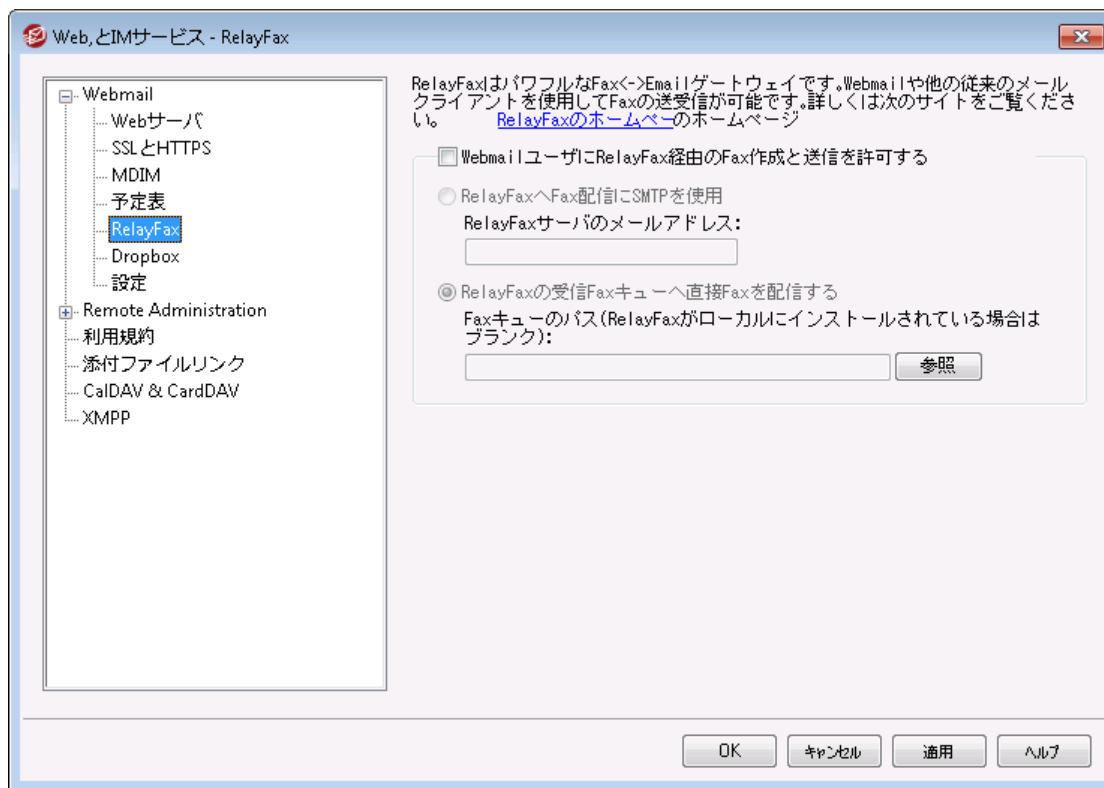 Web,とIMサービス - RelayFax
Webmail
Webサーバ
SSLとHTTPS
MDIM
予定表
RelayFax
Dropbox
設定
Remote Administration
利用規約
添付ファイルリンク
CalDAV & CardDAV
XMPP
RelayFaxはパワフルなFax<->Emailゲートウェイです。Webmailや他の従来のメール
クライアントを使用してFaxの送受信が可能です。詳しくは次のサイトをご覧くださ
い。 RelayFaxのホームペーのホームページ
WebmailユーザにRelayFax経由のFax作成と送信を許可する
RelayFaxへFax配信にSMTPを使用
RelayFaxサーバのメールアドレス:
RelayFaxの受信Faxキューへ直接Faxを配信する
Faxキューのパス(RelayFaxがローカルにインストールされている場合は
ブランク):
参照
OK キャンセル 適用 ヘルプ